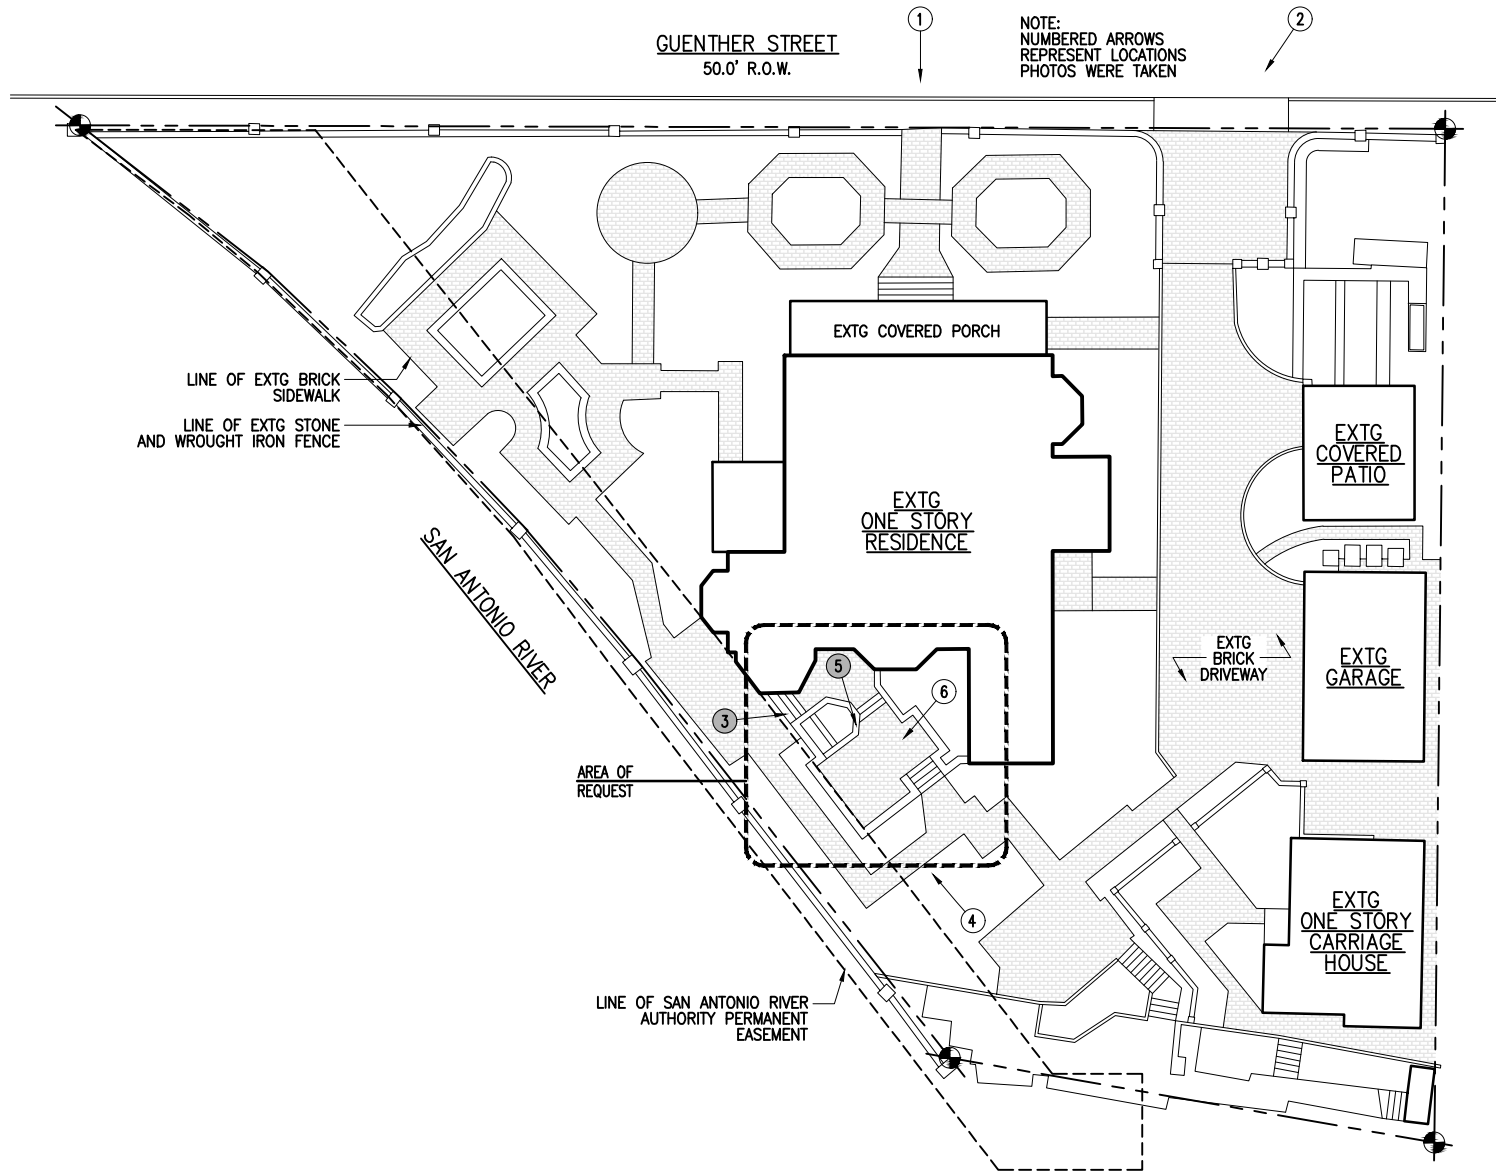 1
2
NOTE:
NUMBERED ARROWS
REPRESENT LOCATIONS
PHOTOS WERE TAKEN
GUENTHER STREET
50.0' R.O.W.
EXTG COVERED PORCH
LINE OF EXTG BRICK
SIDEWALK
LINE OF EXTG STONE
AND WROUGHT IRON FENCE
EXTG
COVERED
PATIO
EXTG
ONE STORY
RESIDENCE
SAN ANTONIO RIVER
EXTG
BRICK
DRIVEWAY
EXTG
GARAGE
5
6
3
AREA OF
REQUEST
4
EXTG
ONE STORY
CARRIAGE
HOUSE
LINE OF SAN ANTONIO RIVER
AUTHORITY PERMANENT
EASEMENT